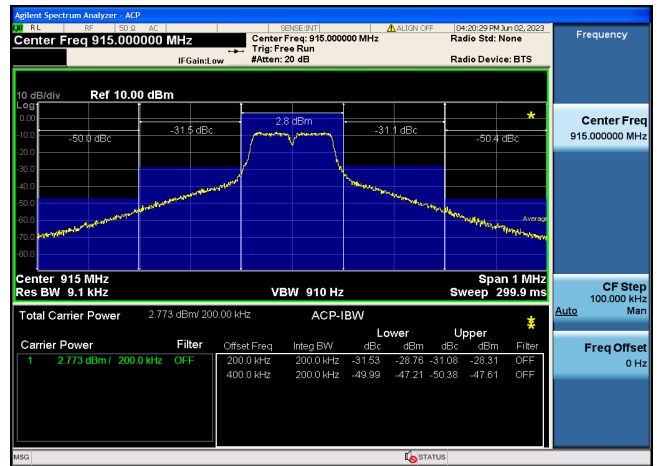 Agilent Spectrum Analyzer - ACP
LXI RL RF 50 Ω AC SENSE:INT ALIGN OFF 04:20:29 PM Jun 02, 2023
Center Freq 915.000000 MHz
Center Freq: 915.000000 MHz
Radio Std: None
Trig: Free Run
IFGain:Low
#Atten: 20 dB
Radio Device: BTS
Frequency
10 dB/div Ref 10.00 dBm
Log
0.00
-10.0
-20.0
-30.0
-40.0
-50.0
-60.0
-70.0
-80.0
2.8 dBm
-50.0 dBc
-31.5 dBc
-31.1 dBc
-50.4 dBc
Average
Center Freq
915.000000 MHz
Center 915 MHz
Span 1 MHz
Res BW 9.1 kHz
VBW 910 Hz
Sweep 299.9 ms
CF Step
100.000 kHz
Auto Man
Total Carrier Power 2.773 dBm/ 200.00 kHz
ACP-IBW
Lower Upper
Carrier Power Filter
Offset Freq Integ BW dBc dBm dBc dBm Filter
1 2.773 dBm / 200.0 kHz OFF
200.0 kHz 200.0 kHz -31.53 -28.76 -31.08 -28.31 OFF
400.0 kHz 200.0 kHz -49.99 -47.21 -50.38 -47.61 OFF
Freq Offset
0 Hz
MSG
STATUS